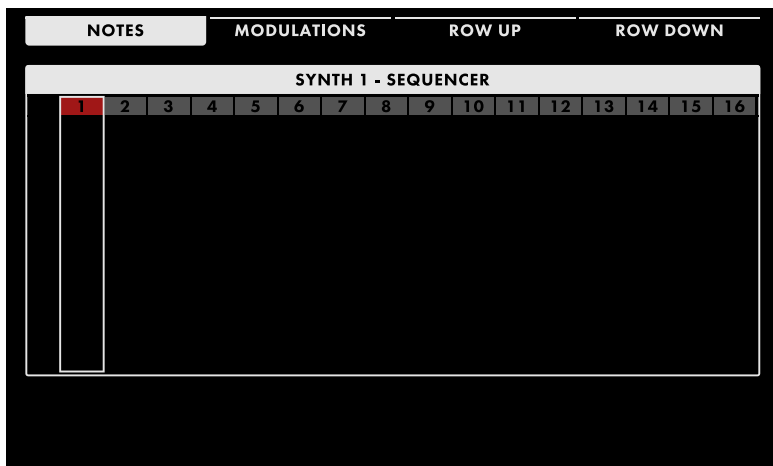 NOTES MODULATIONS ROW UP ROW DOWN
SYNTH 1 - SEQUENCER
1 2 3 4 5 6 7 8 9 10 11 12 13 14 15 16